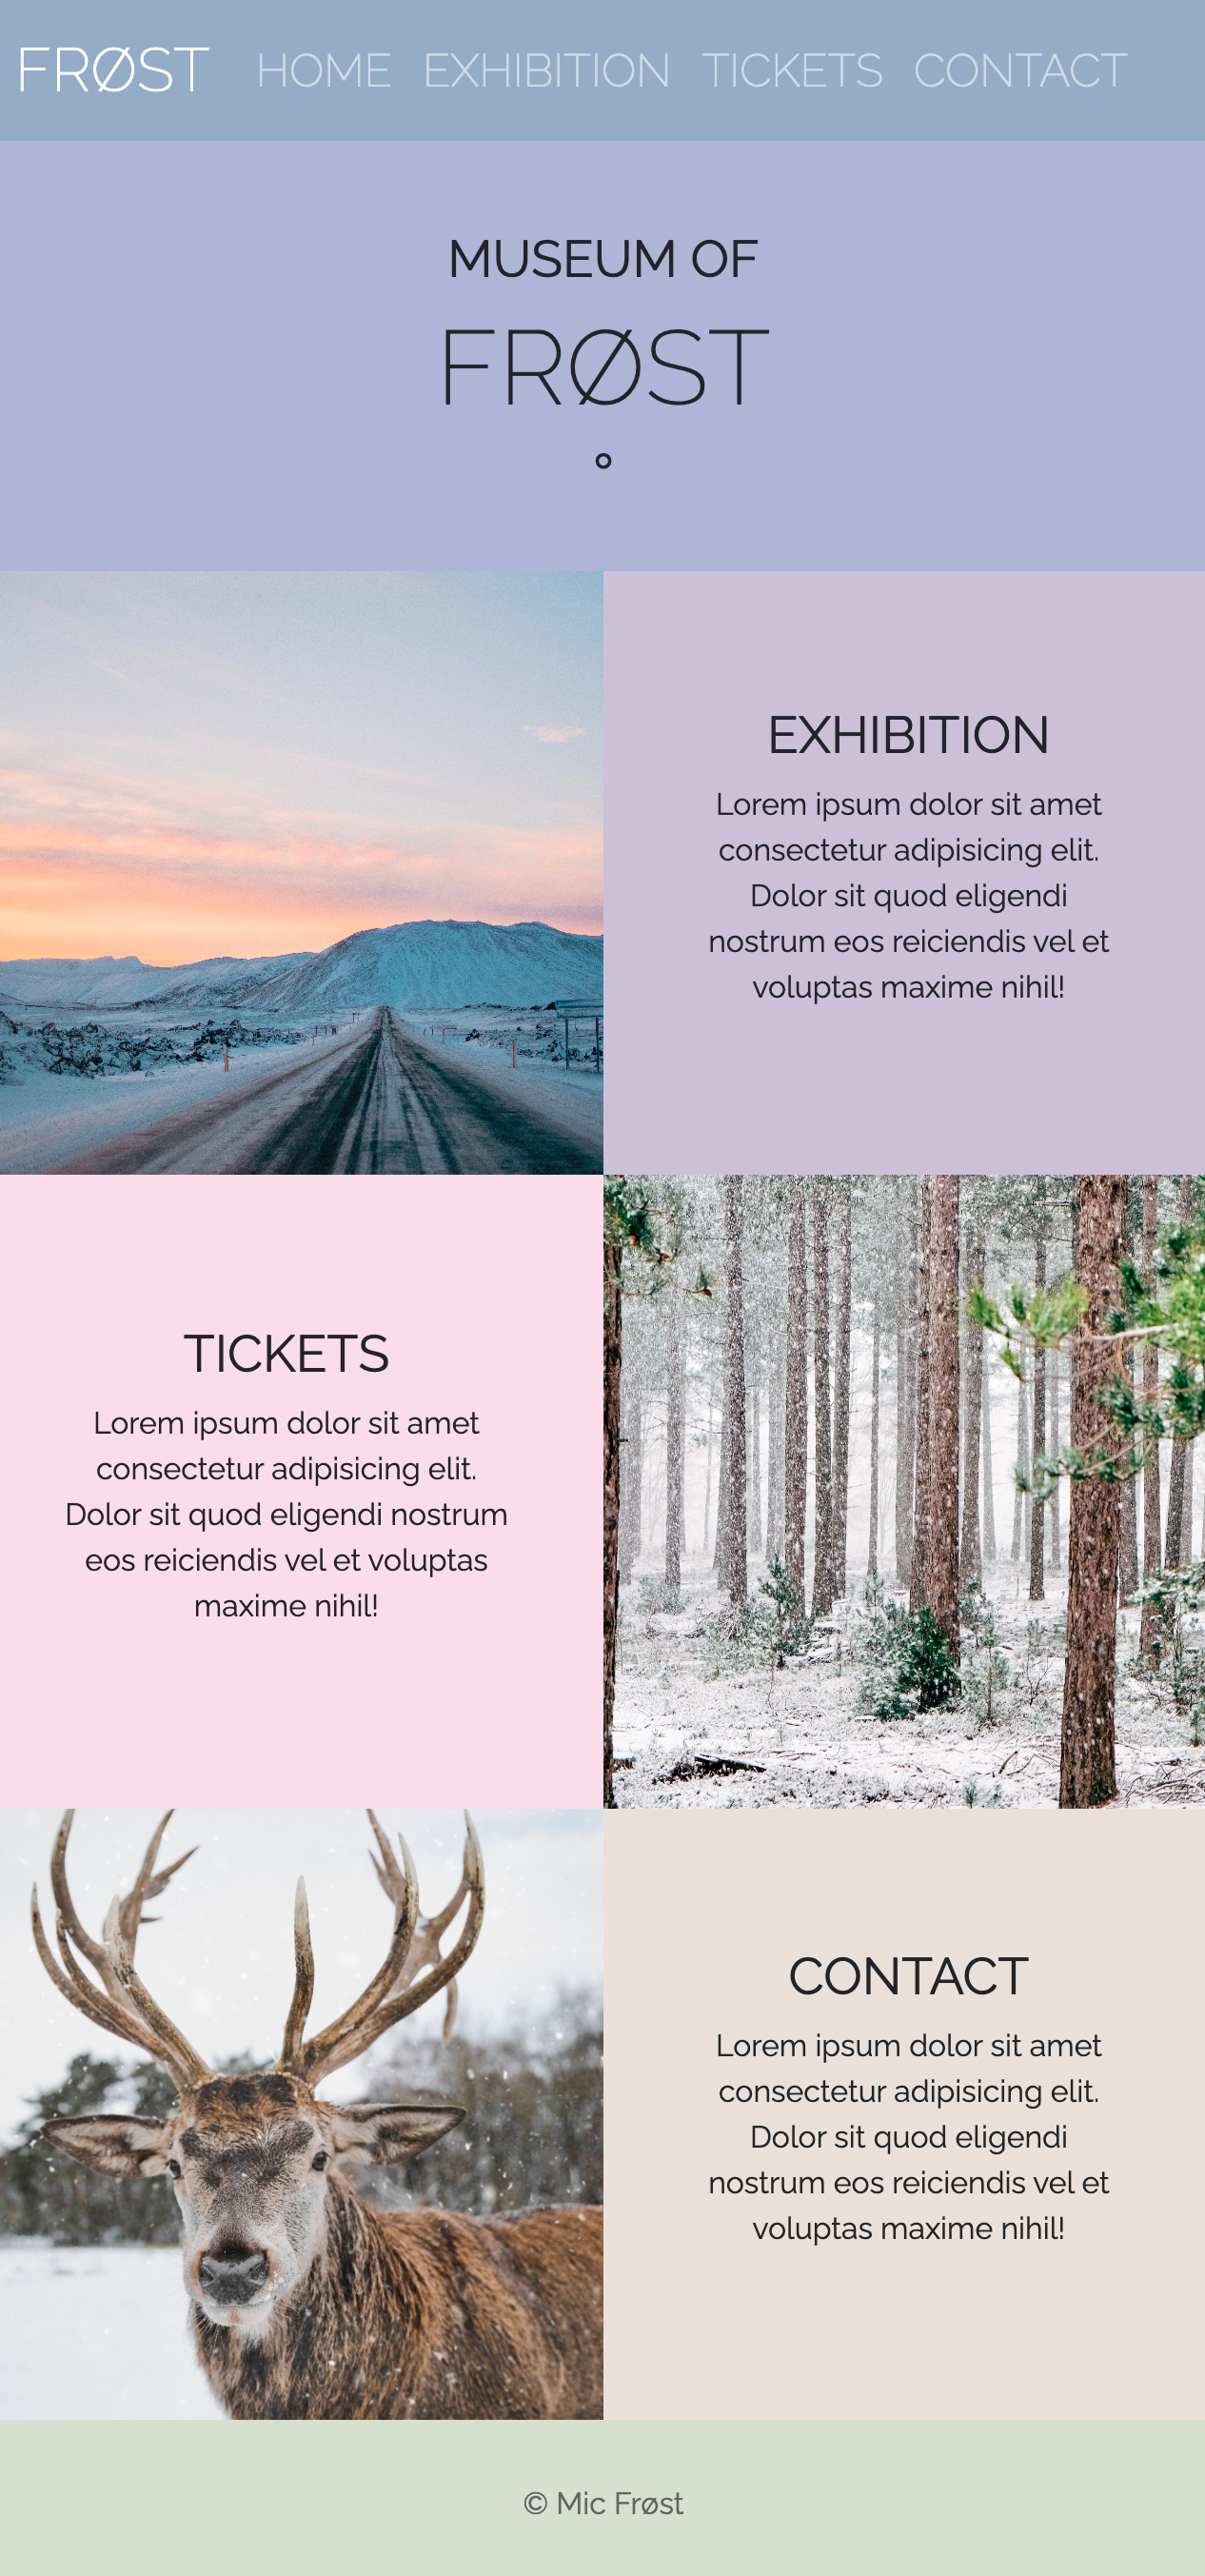 FRØST HOME EXHIBITION TICKETS CONTACT
MUSEUM OF
FRØST
EXHIBITION
Lorem ipsum dolor sit amet
consectetur adipisicing elit.
Dolor sit quod eligendi
nostrum eos reiciendis vel et
voluptas maxime nihil!
TICKETS
Lorem ipsum dolor sit amet
consectetur adipisicing elit.
Dolor sit quod eligendi nostrum
eos reiciendis vel et voluptas
maxime nihil!
CONTACT
Lorem ipsum dolor sit amet
consectetur adipisicing elit.
Dolor sit quod eligendi
nostrum eos reiciendis vel et
voluptas maxime nihil!
© Mic Frøst